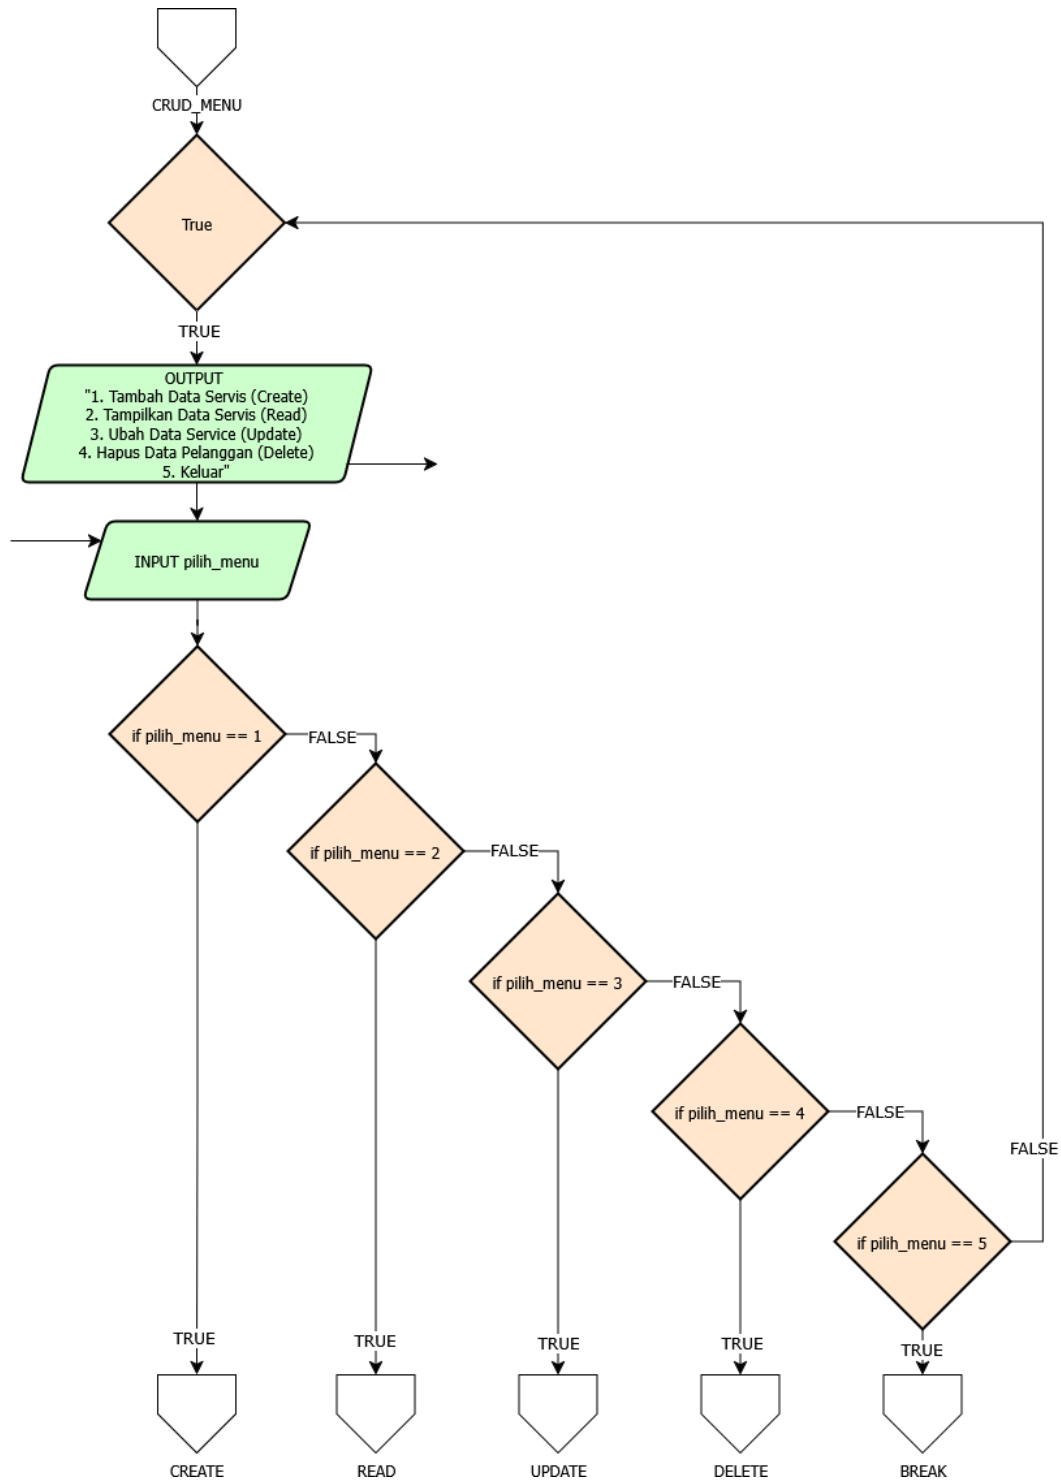 CRUD_MENU
True
TRUE
OUTPUT
"1. Tambah Data Servis (Create)
2. Tampilkan Data Servis (Read)
3. Ubah Data Service (Update)
4. Hapus Data Pelanggan (Delete)
5. Keluar"
INPUT pilih_menu
if pilih_menu == 1
FALSE
if pilih_menu == 2
FALSE
if pilih_menu == 3
FALSE
if pilih_menu == 4
FALSE
if pilih_menu == 5
FALSE
TRUE
TRUE
TRUE
TRUE
TRUE
CREATE
READ
UPDATE
DELETE
BREAK